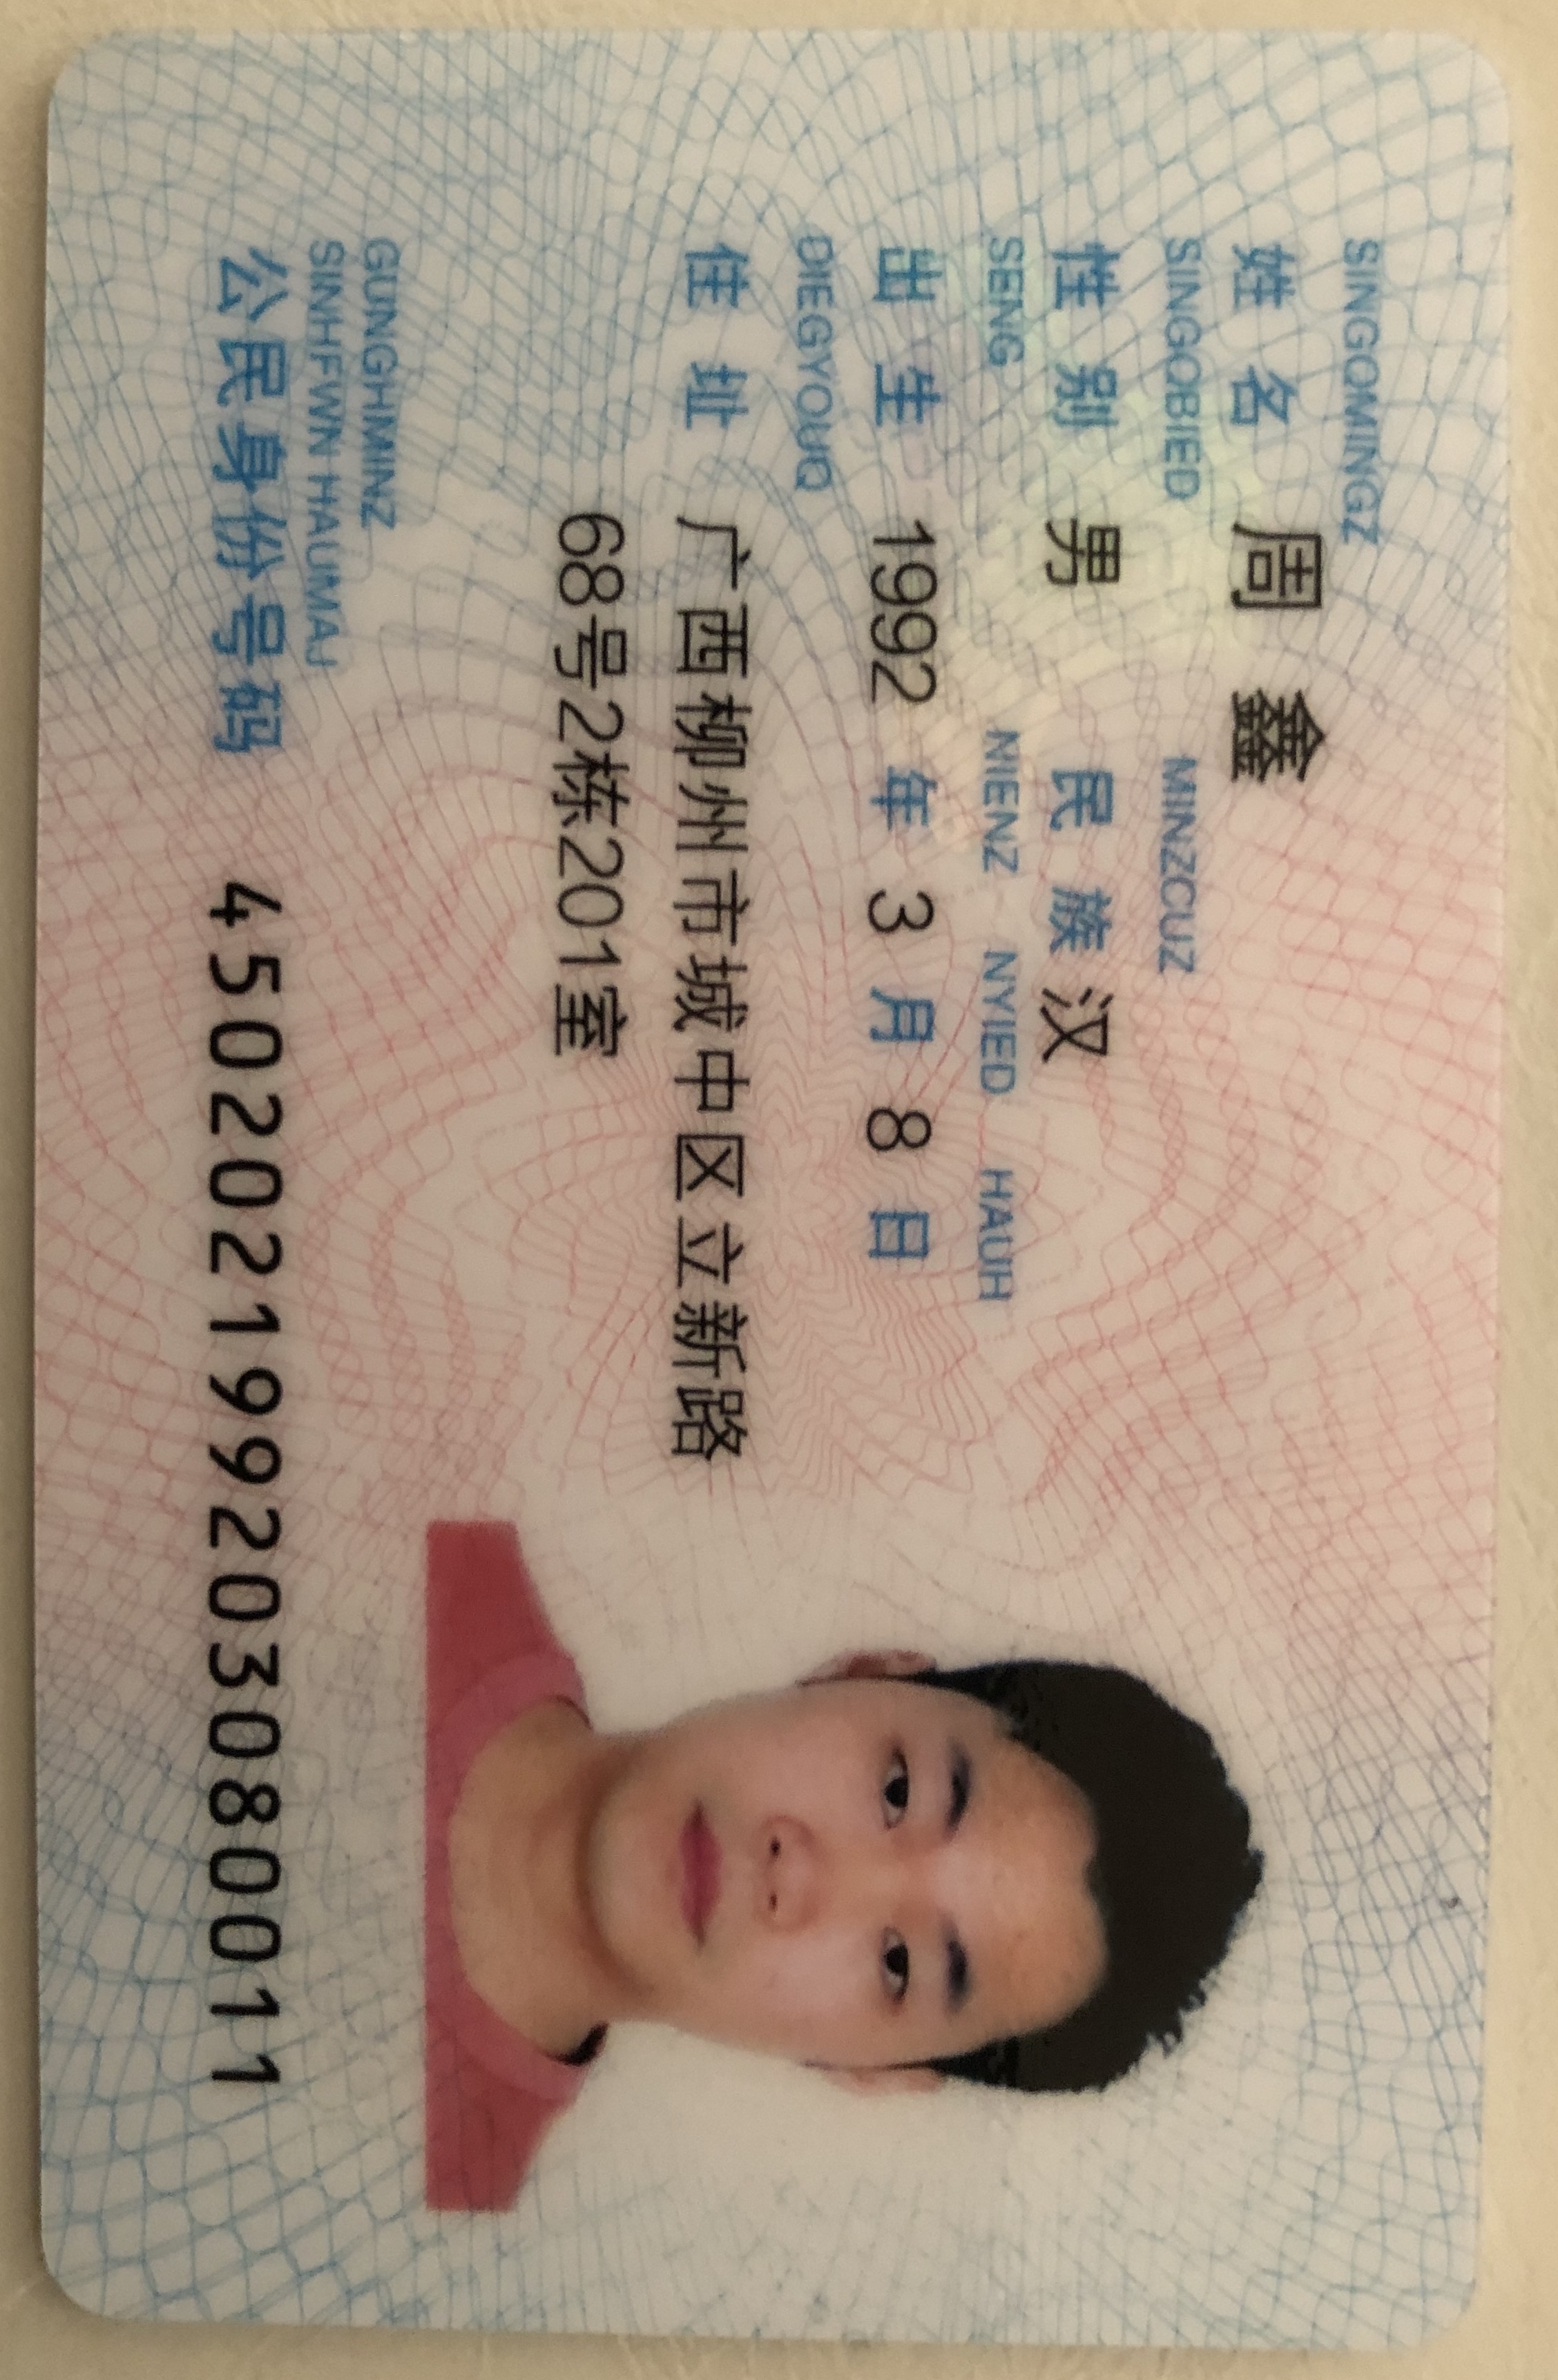 SINGQMINGZ
姓名 周鑫
SINGQBIED MINZCUZ
性别 男 民族 汉
SENG NIENZ NYIED HAUH
出生 1992 年 3 月 8 日
DIEGYOUQ
住址 广西柳州市城中区立新路
68号2栋201室
GUNGHMINZ
SINHFWN HAUMAJ
公民身份号码 450202199203080011